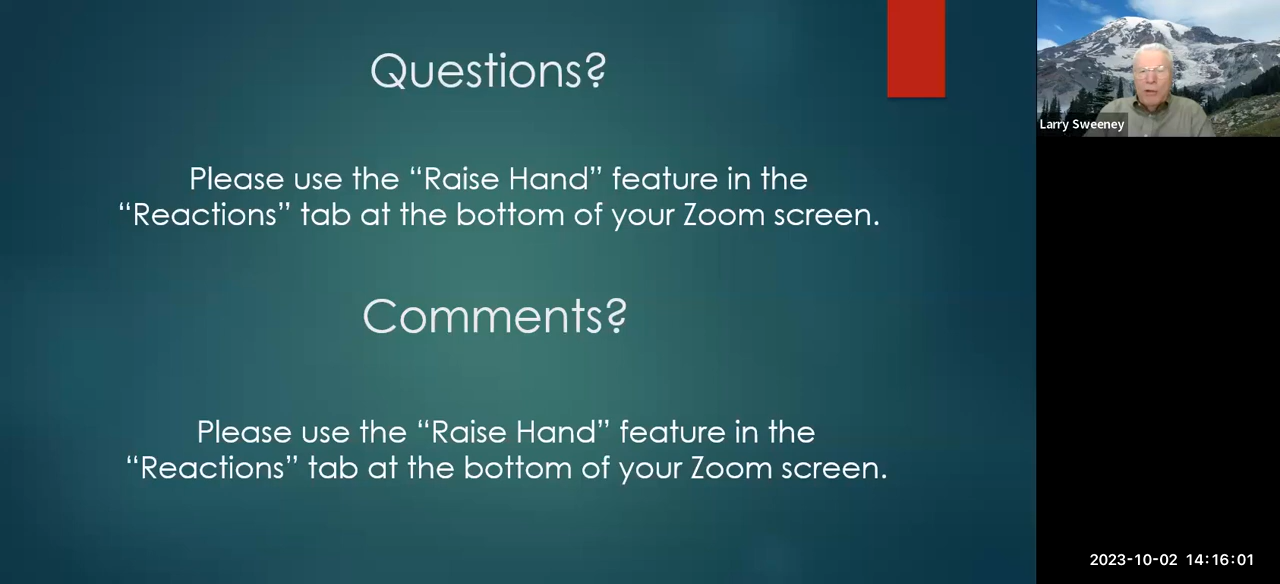 Questions?
Please use the “Raise Hand” feature in the
“Reactions” tab at the bottom of your Zoom screen.
Comments?
Please use the “Raise Hand” feature in the
“Reactions” tab at the bottom of your Zoom screen.
Larry Sweeney
2023-10-02 14:16:01